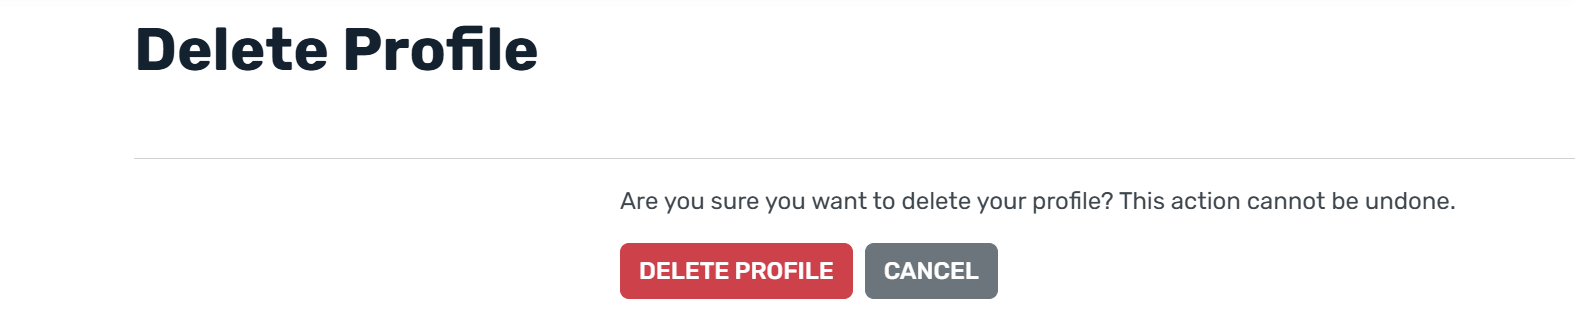 Delete Profile
Are you sure you want to delete your profile? This action cannot be undone.
DELETE PROFILE CANCEL